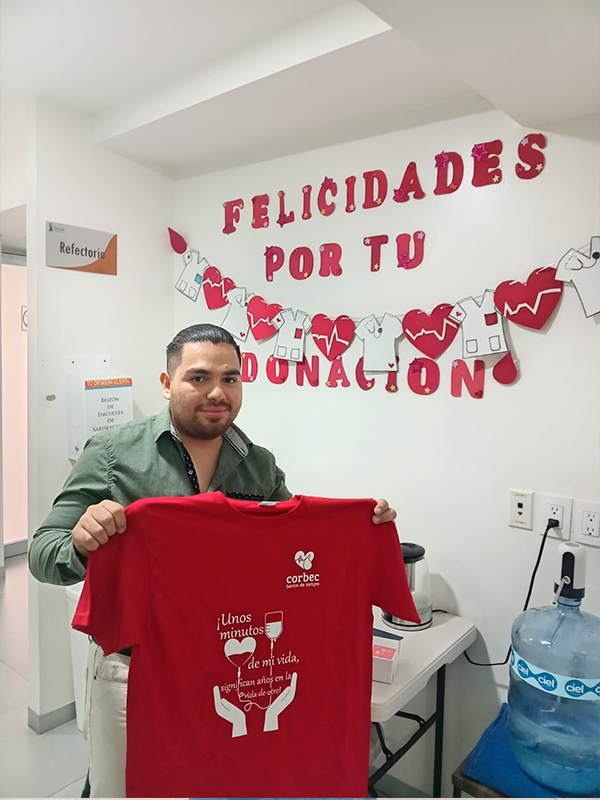 FELICIDADES
POR TU
DONACIÓN
Refectorio
TU OPINIÓN CUENTA
BUZÓN
DE
ENCUESTA
DE
corbec
banco de sangre
¡Unos
minutos
de mi vida,
significan años en la
vida de otro!
ciel
ciel